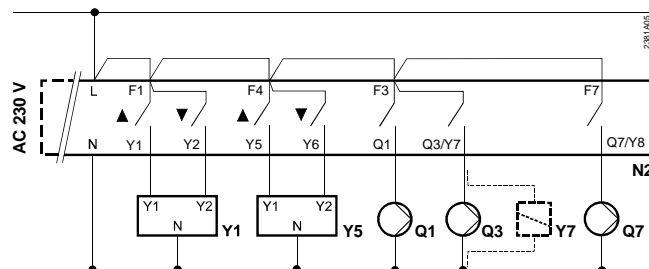 2381A05
AC 230 V
L F1 F4 F3 F7
▲ ▼ ▲ ▼
N Y1 Y2 Y5 Y6 Q1 Q3/Y7 Q7/Y8
N2
Y1 Y2 Y1 Y2
N Y1 N Y5 Q1 Q3 Y7 Q7